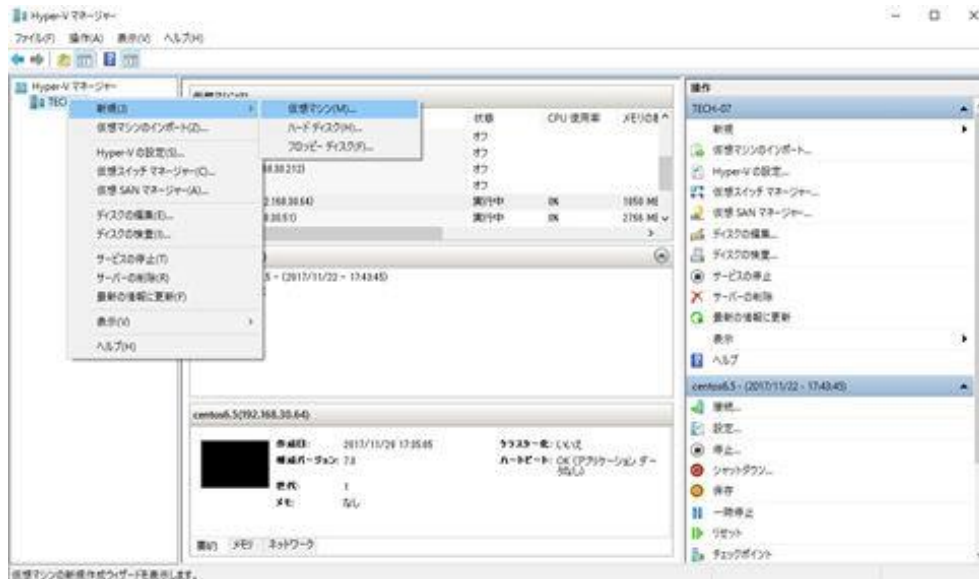 Hyper-V マネージャー
ファイル(F) 操作(A) 表示(V) ヘルプ(H)
Hyper-V マネージャー
新規(J)
仮想マシンのインポート(Z)...
Hyper-V の設定(S)...
仮想スイッチ マネージャー(C)...
仮想 SAN マネージャー(A)...
ディスクの編集(E)...
ディスクの検査(I)...
サービスの停止(T)
サーバーの削除(R)
最新の情報に更新(F)
表示(V)
ヘルプ(H)
仮想マシン(M)...
ハード ディスク(H)...
フロッピー ディスク(F)...
状態 CPU 使用率
オフ
オフ
オフ
オフ
実行中 0% 1050 MB
実行中 0% 2756 MB
(2017/11/22 - 17:43:45)
centos6.5(192.168.30.64)
作成日: 2017/11/20 17:05:05
構成バージョン: 7.0
世代: 1
メモ: なし
クラスター化: いいえ
ハートビート: OK (アプリケーション データなし)
要約 メモリ ネットワーク
操作
TECH-07
新規
仮想マシンのインポート...
Hyper-V の設定...
仮想スイッチ マネージャー...
仮想 SAN マネージャー...
ディスクの編集...
ディスクの検査...
サービスの停止
サーバーの削除
最新の情報に更新
表示
ヘルプ
centos6.5 - (2017/11/22 - 17:43:45)
接続...
設定...
停止...
シャットダウン...
保存
一時停止
リセット
チェックポイント
仮想マシンの新規作成ウィザードを表示します。